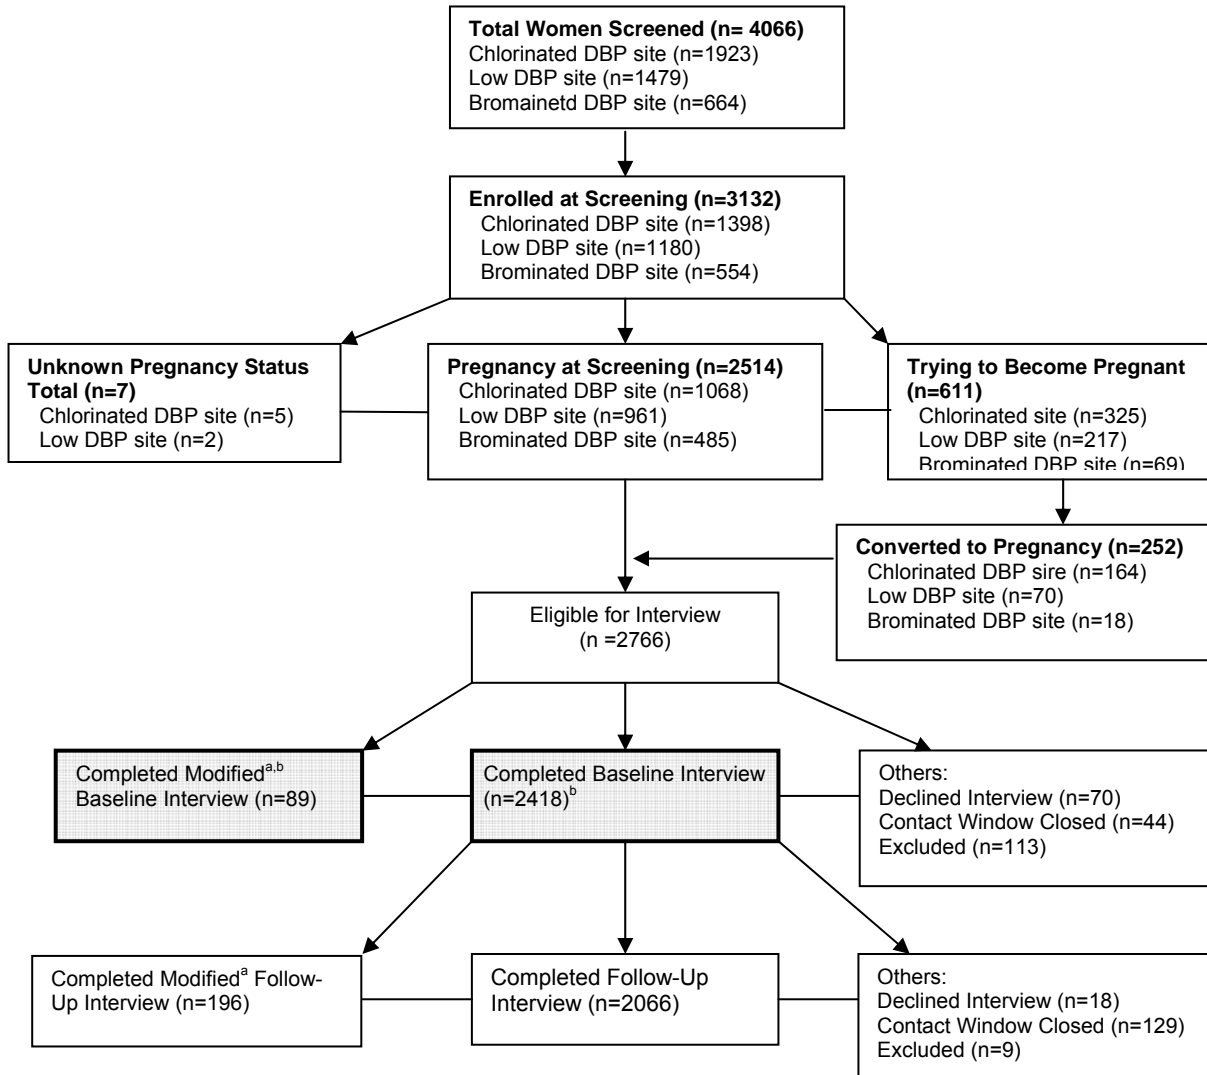 Total Women Screened (n= 4066)
Chlorinated DBP site (n=1923)
Low DBP site (n=1479)
Bromainetd DBP site (n=664)
Enrolled at Screening (n=3132)
Chlorinated DBP site (n=1398)
Low DBP site (n=1180)
Brominated DBP site (n=554)
Unknown Pregnancy Status
Total (n=7)
Chlorinated DBP site (n=5)
Low DBP site (n=2)
Pregnancy at Screening (n=2514)
Chlorinated DBP site (n=1068)
Low DBP site (n=961)
Brominated DBP site (n=485)
Trying to Become Pregnant
(n=611)
Chlorinated site (n=325)
Low DBP site (n=217)
Brominated DBP site (n=69)
Converted to Pregnancy (n=252)
Chlorinated DBP sire (n=164)
Low DBP site (n=70)
Brominated DBP site (n=18)
Eligible for Interview
(n =2766)
Completed Modified^a,b
Baseline Interview (n=89)
Completed Baseline Interview
(n=2418)^b
Others:
Declined Interview (n=70)
Contact Window Closed (n=44)
Excluded (n=113)
Completed Modified^a Follow-
Up Interview (n=196)
Completed Follow-Up
Interview (n=2066)
Others:
Declined Interview (n=18)
Contact Window Closed (n=129)
Excluded (n=9)